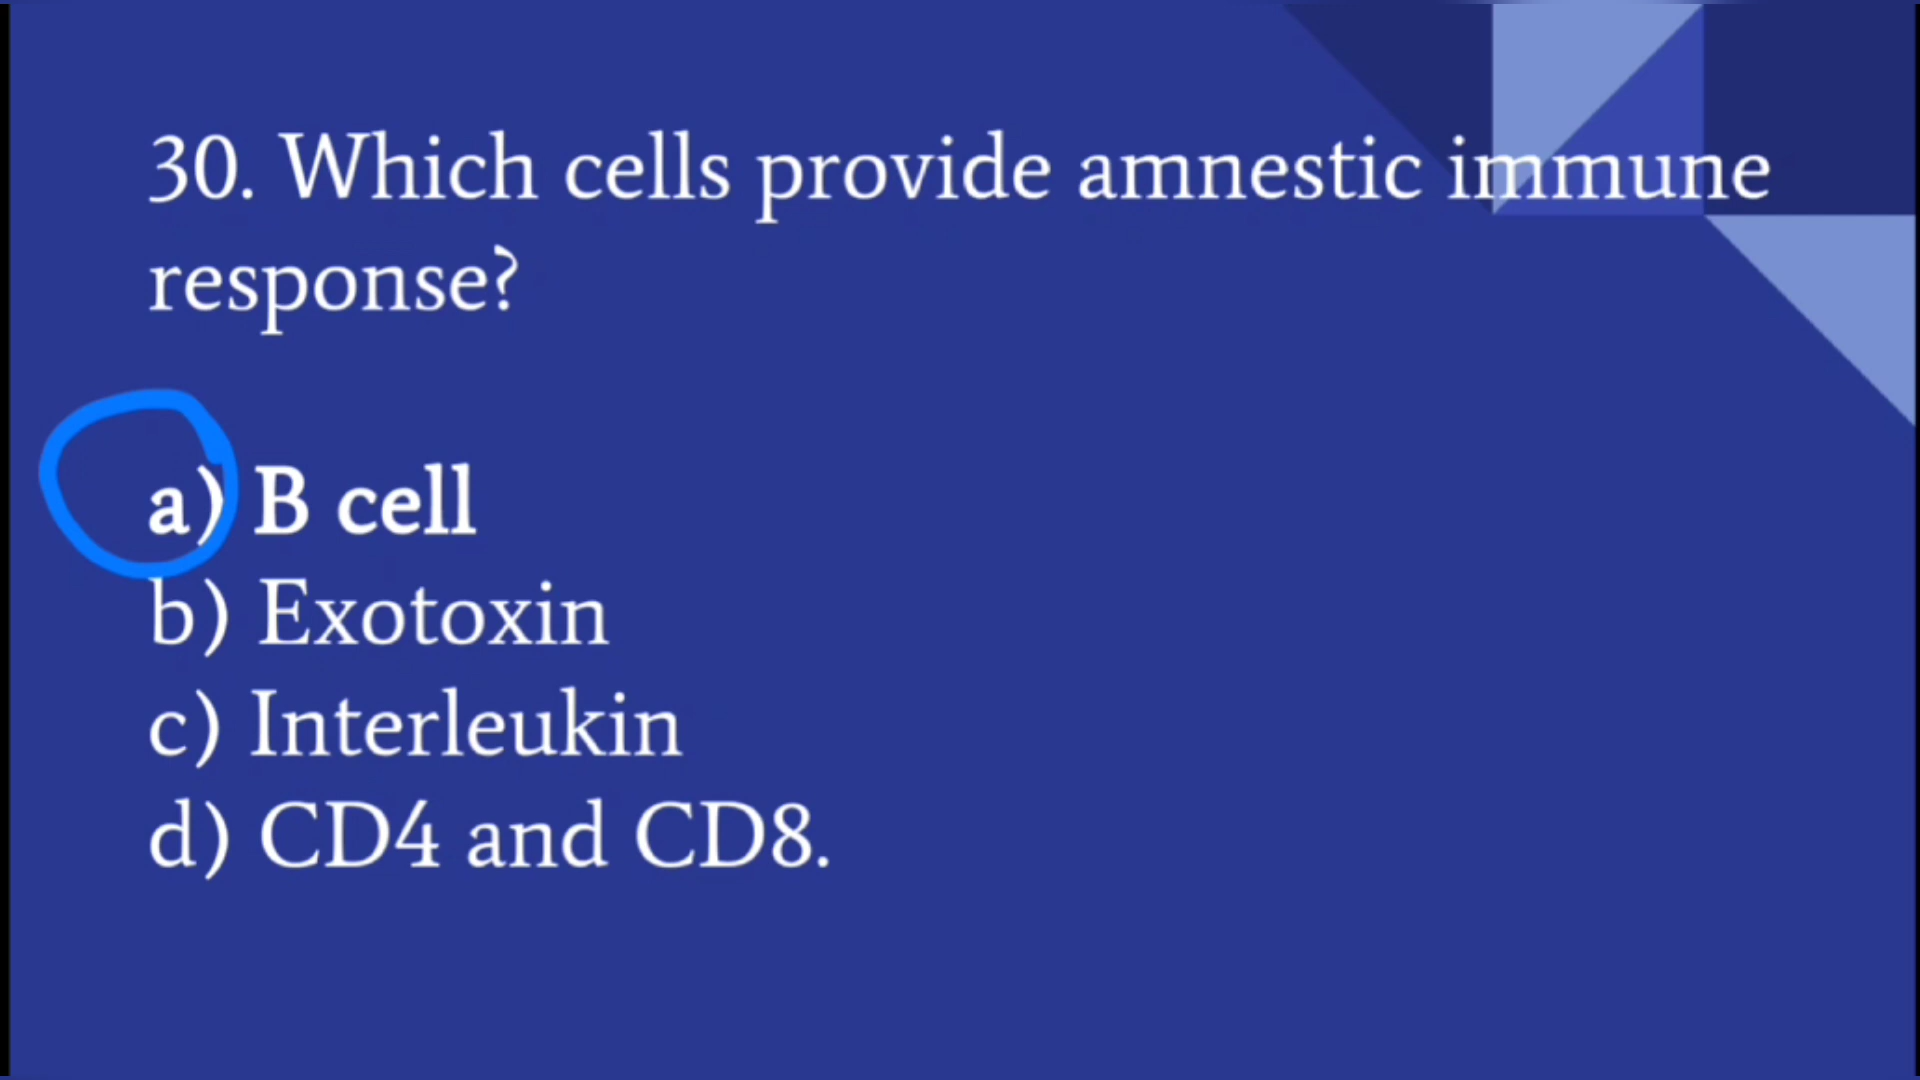 30. Which cells provide amnestic immune
response?
a) B cell
b) Exotoxin
c) Interleukin
d) CD4 and CD8.